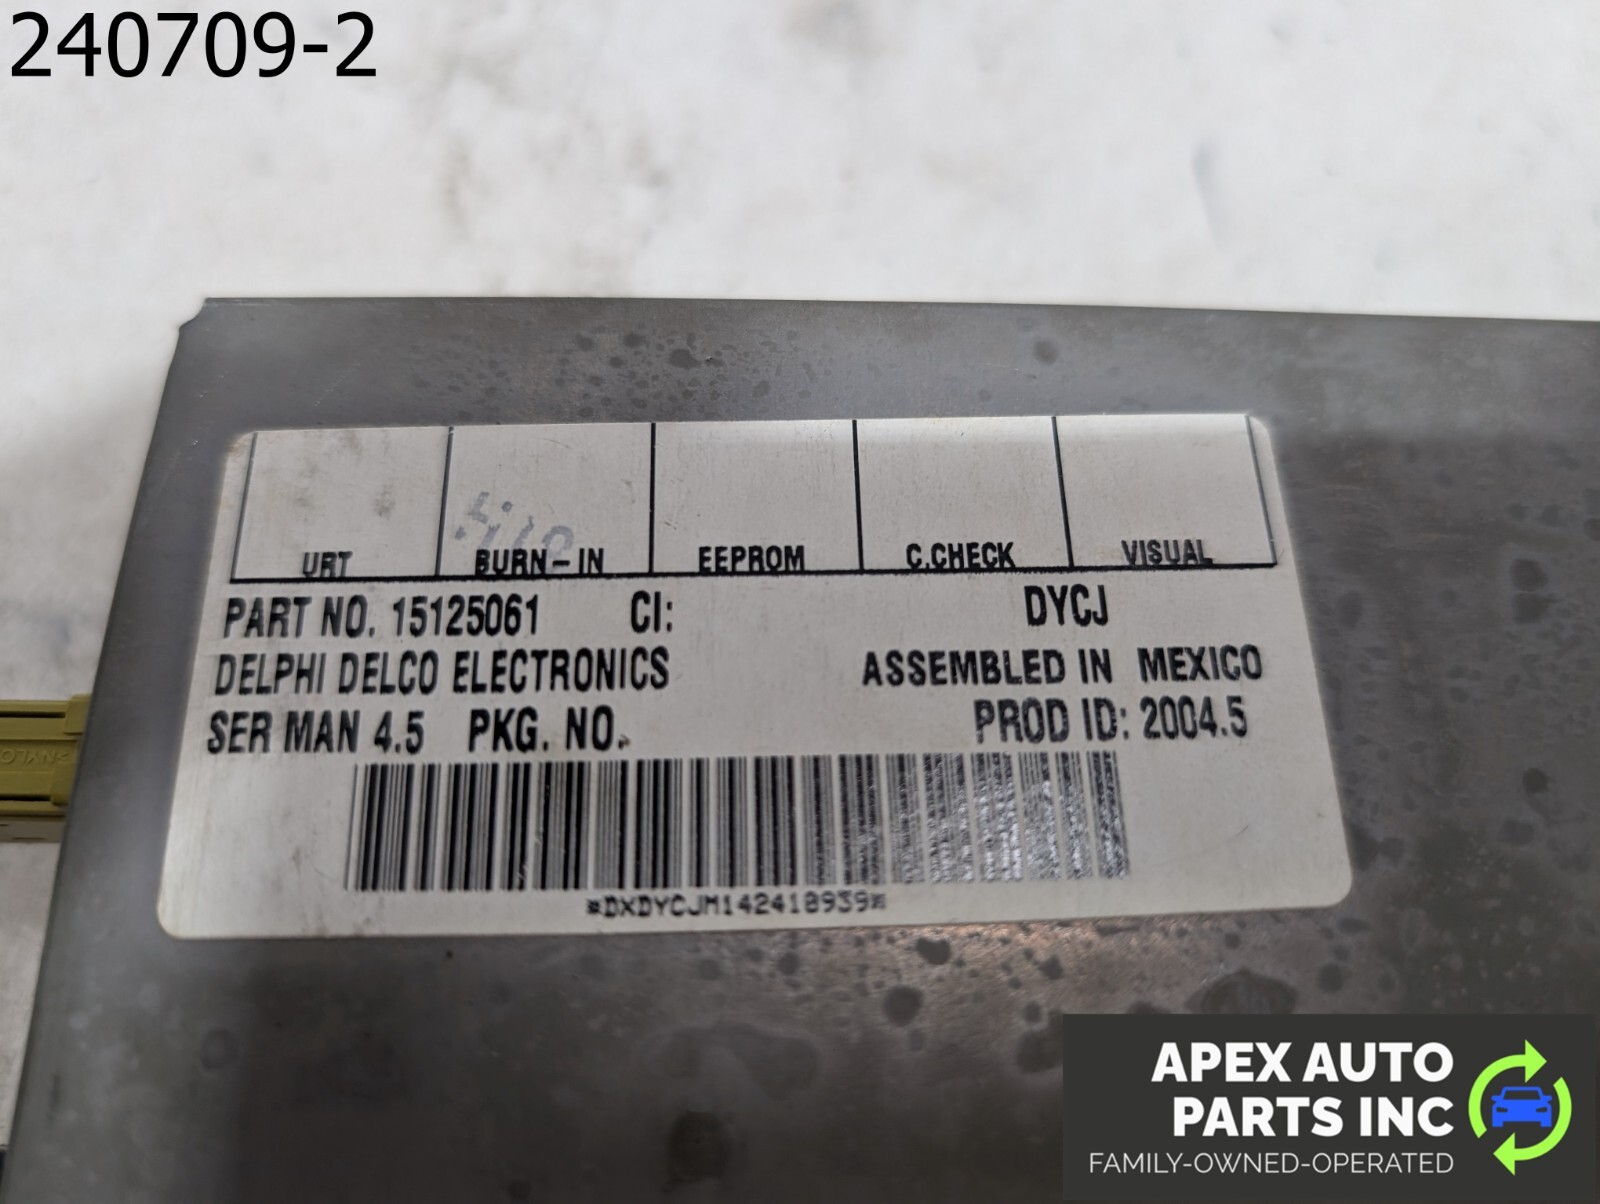 240709-2
URT BURN-IN EEPROM C.CHECK VISUAL
PART NO. 15125061 CI: DYCJ
DELPHI DELCO ELECTRONICS ASSEMBLED IN MEXICO
SER MAN 4.5 PKG. NO. PROD ID: 2004.5
*DXDYCJM142410939*
APEX AUTO
PARTS INC
FAMILY-OWNED-OPERATED